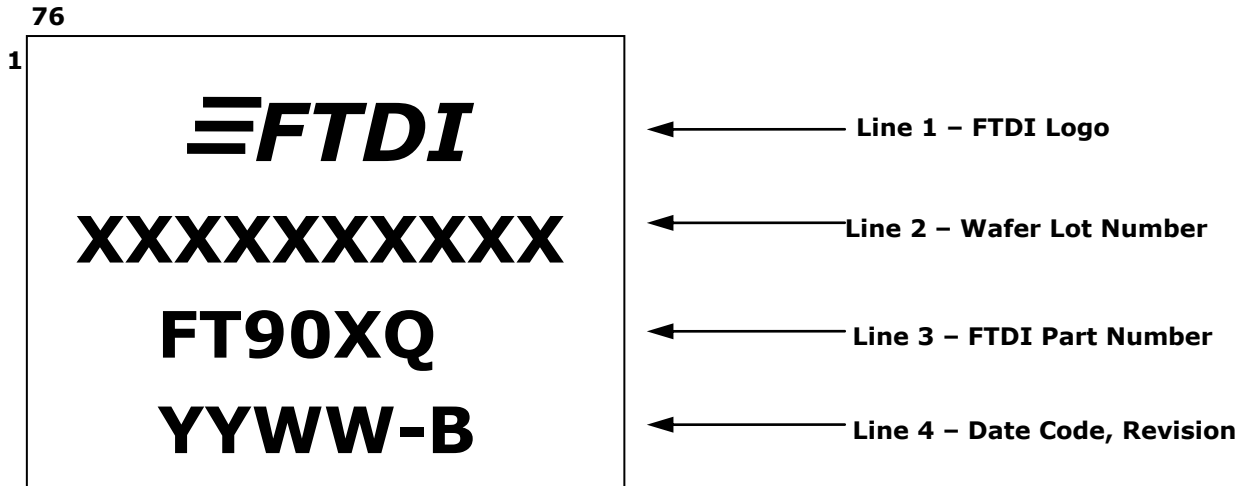 76
1
FTDI
Line 1 – FTDI Logo
XXXXXXXXXX
Line 2 – Wafer Lot Number
FT90XQ
Line 3 – FTDI Part Number
YYWW-B
Line 4 – Date Code, Revision